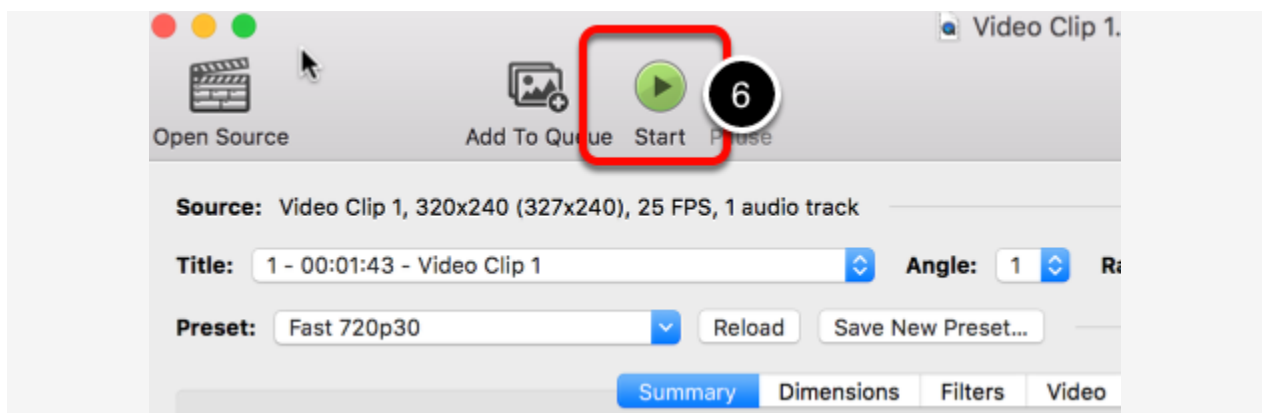 Video Clip 1.
6
Open Source Add To Queue Start Pause
Source: Video Clip 1, 320x240 (327x240), 25 FPS, 1 audio track
Title: 1 - 00:01:43 - Video Clip 1 Angle: 1 Ra
Preset: Fast 720p30 Reload Save New Preset...
Summary Dimensions Filters Video